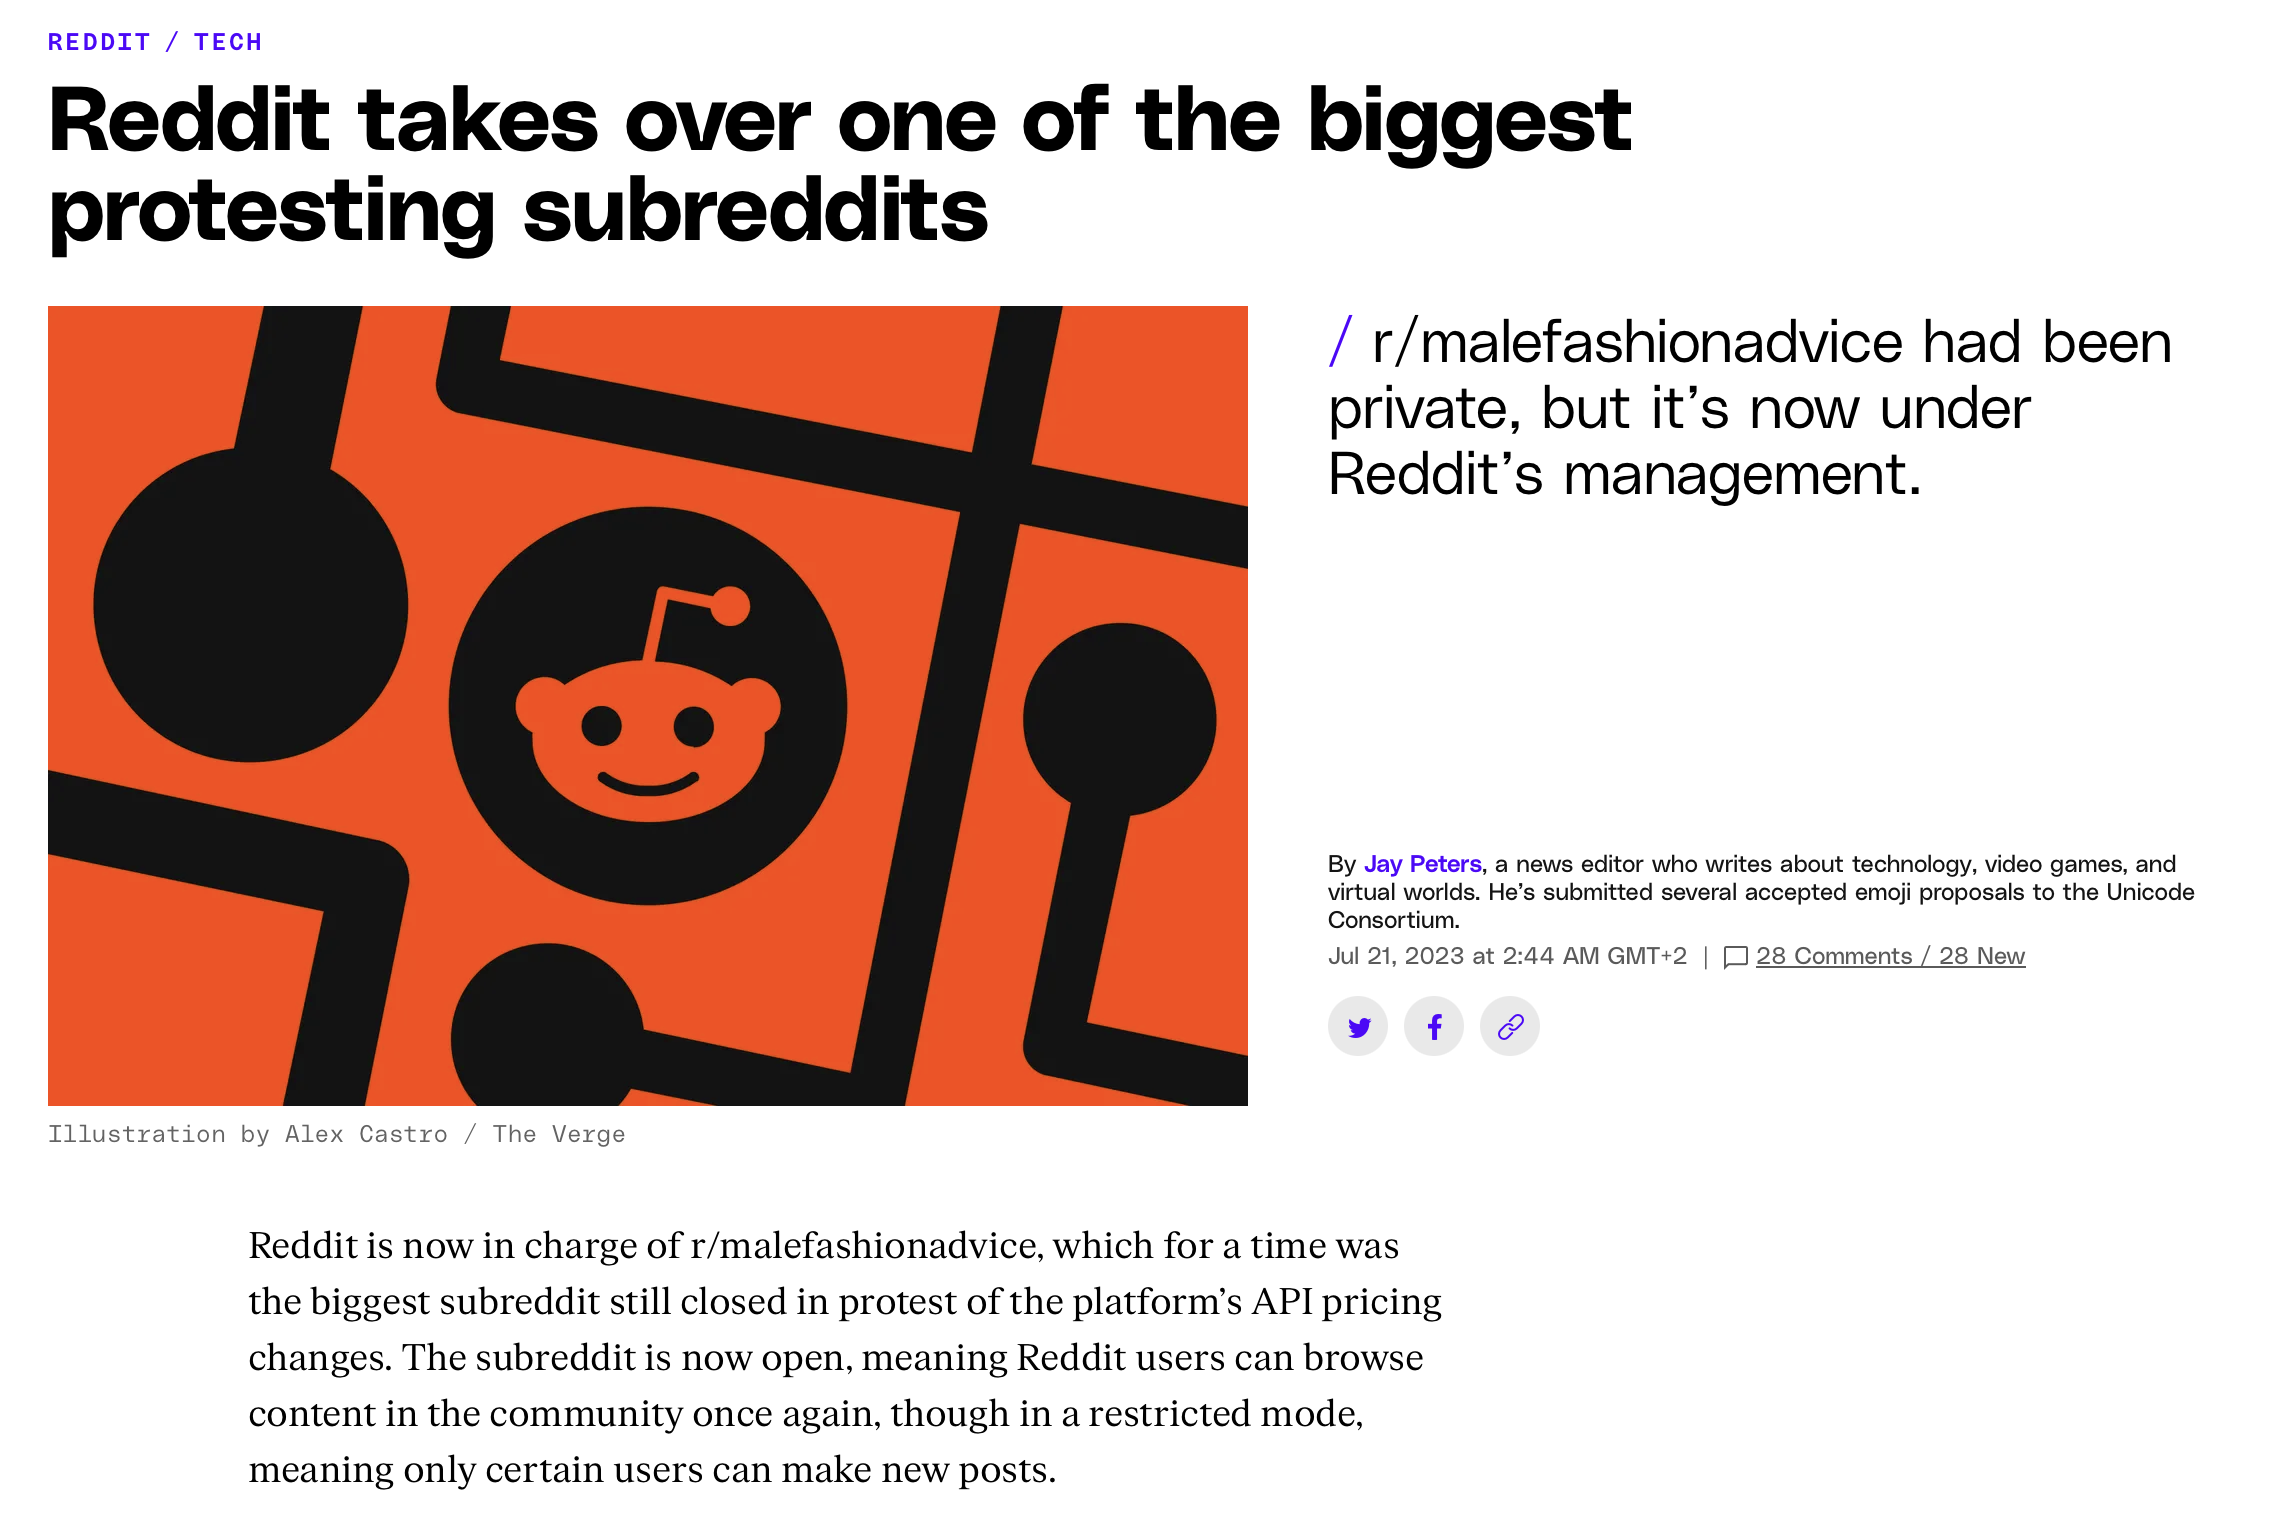 REDDIT / TECH
Reddit takes over one of the biggest
protesting subreddits
/ r/malefashionadvice had been
private, but it’s now under
Reddit’s management.
By Jay Peters, a news editor who writes about technology, video games, and
virtual worlds. He’s submitted several accepted emoji proposals to the Unicode
Consortium.
Jul 21, 2023 at 2:44 AM GMT+2 | 28 Comments / 28 New
Illustration by Alex Castro / The Verge
Reddit is now in charge of r/malefashionadvice, which for a time was
the biggest subreddit still closed in protest of the platform’s API pricing
changes. The subreddit is now open, meaning Reddit users can browse
content in the community once again, though in a restricted mode,
meaning only certain users can make new posts.